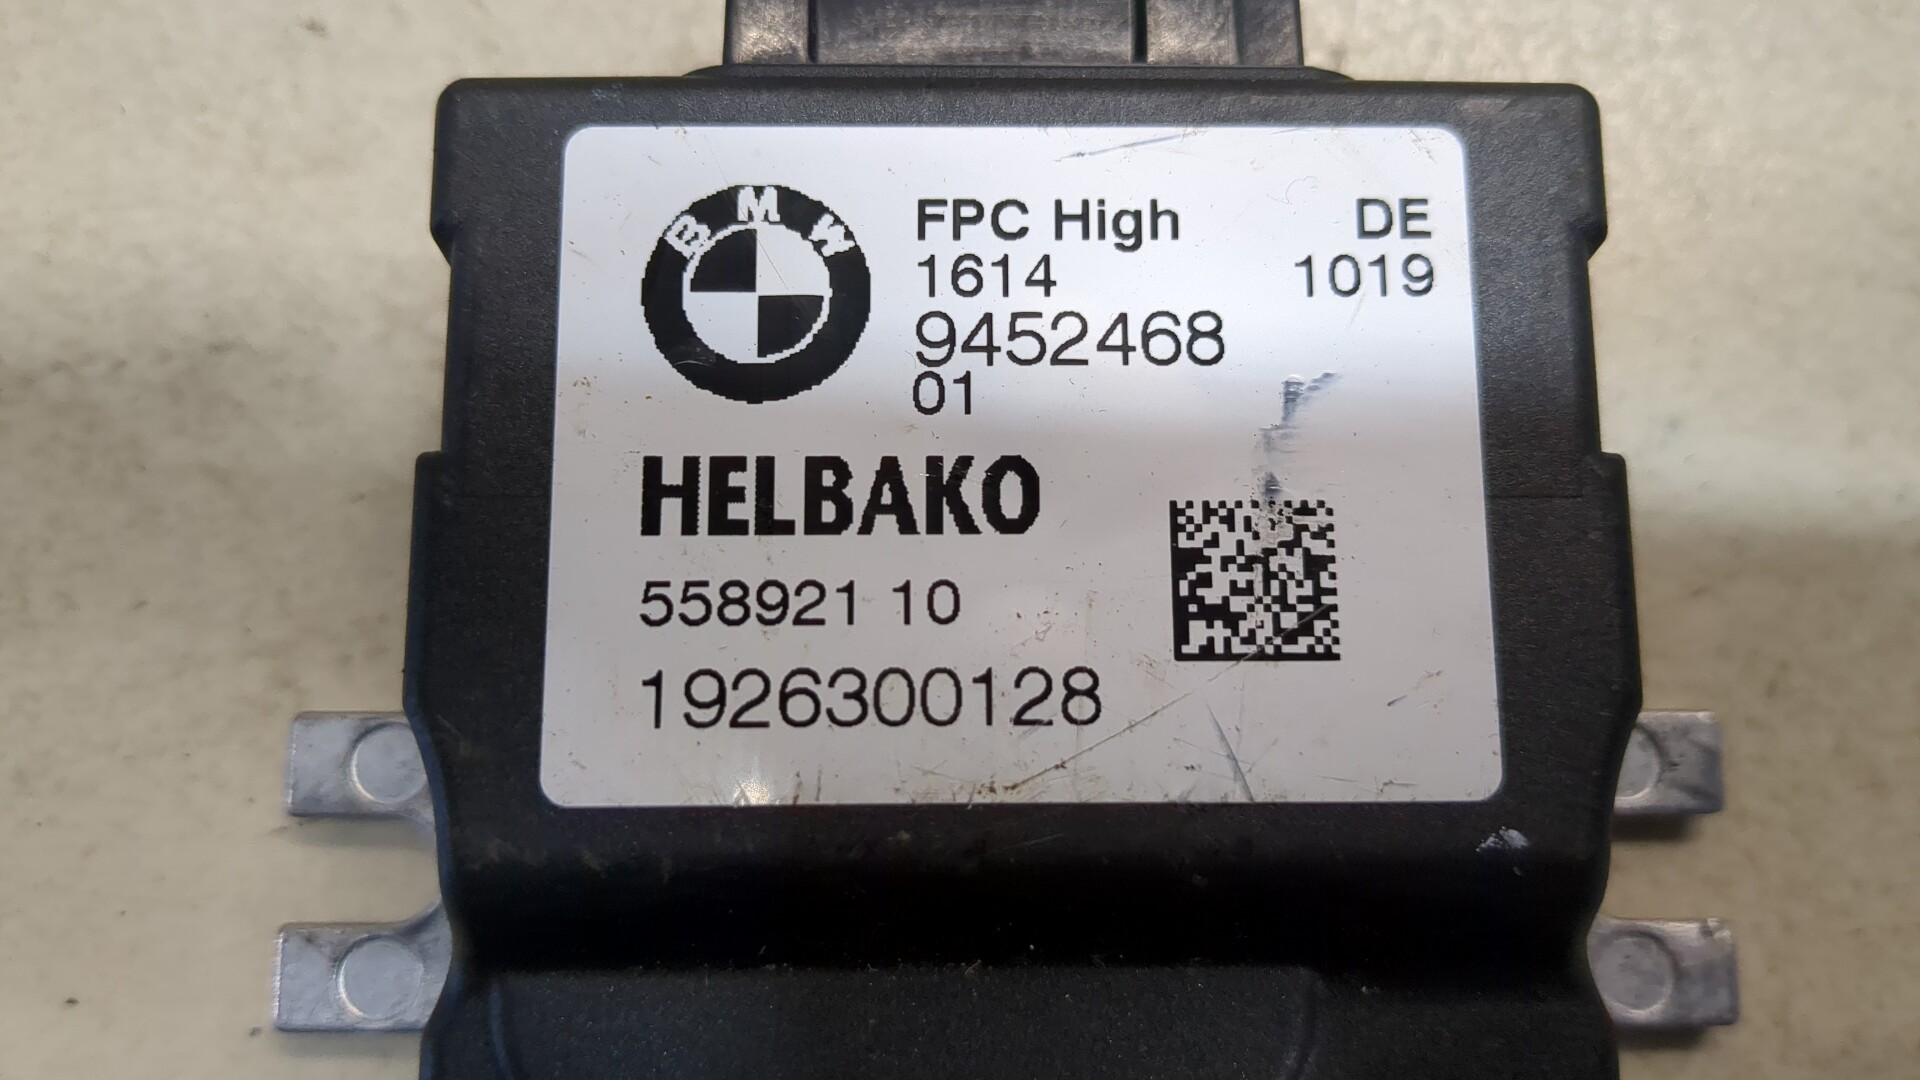 BMW
FPC High DE
1614 1019
9452468
01
HELBAKO
558921 10
1926300128